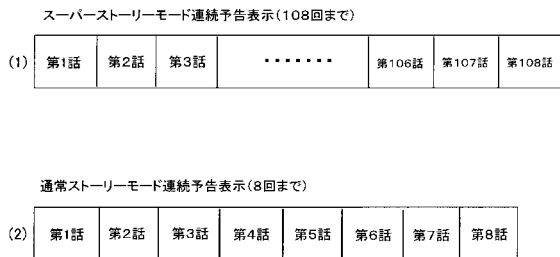 スーパーストーリーモード連続予告表示(108回まで)
(1) 第1話 第2話 第3話 ・・・・・・・ 第106話 第107話 第108話
通常ストーリーモード連続予告表示(8回まで)
(2) 第1話 第2話 第3話 第4話 第5話 第6話 第7話 第8話